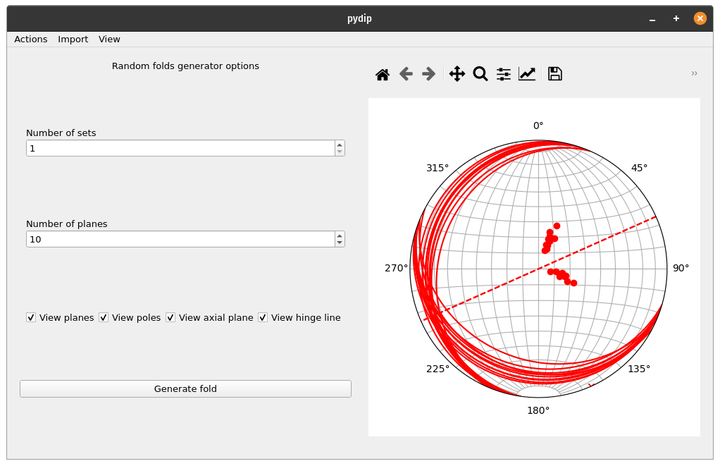 pydip
Actions Import View
Random folds generator options
Number of sets
1
Number of planes
10
View planes View poles View axial plane View hinge line
Generate fold
»
0°
315° 45°
270° 90°
225° 135°
180°